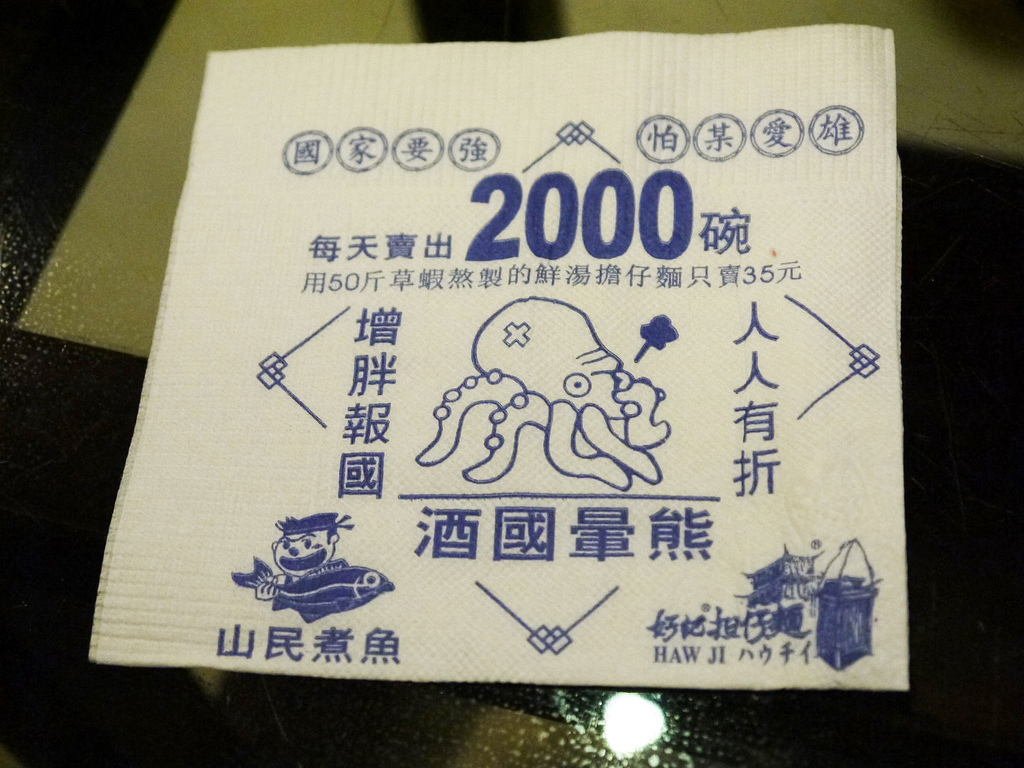 國家要強 怕某愛雄
每天賣出2000碗
用50斤草蝦熬製的鮮湯擔仔麵只賣35元
增胖報國
人人有折
酒國暈熊
山民煮魚
®
好記担仔麵
HAW JI ハウチイ